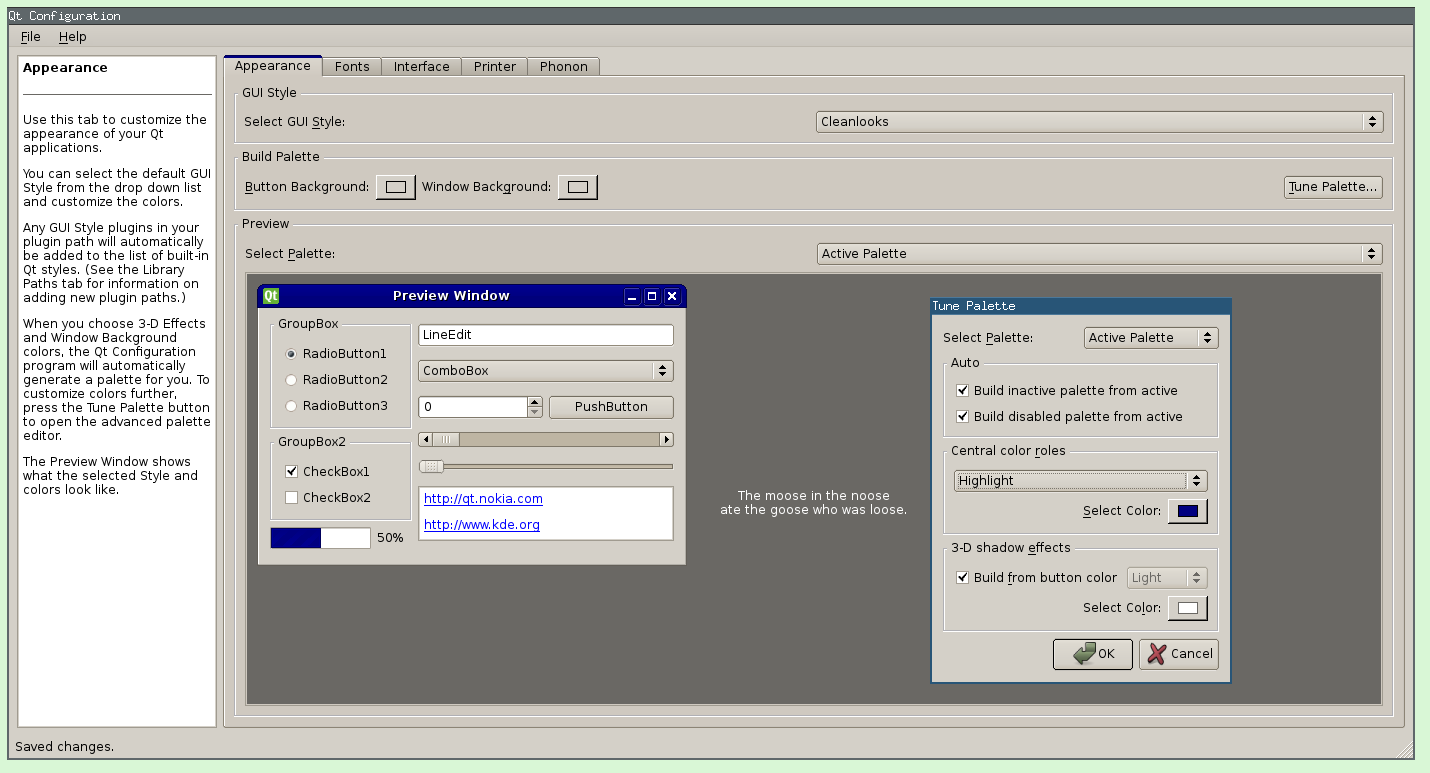 Qt Configuration
File Help
Appearance
Use this tab to customize the
appearance of your Qt
applications.
You can select the default GUI
Style from the drop down list
and customize the colors.
Any GUI Style plugins in your
plugin path will automatically
be added to the list of built-in
Qt styles. (See the Library
Paths tab for information on
adding new plugin paths.)
When you choose 3-D Effects
and Window Background
colors, the Qt Configuration
program will automatically
generate a palette for you. To
customize colors further,
press the Tune Palette button
to open the advanced palette
editor.
The Preview Window shows
what the selected Style and
colors look like.
Appearance Fonts Interface Printer Phonon
GUI Style
Select GUI Style: Cleanlooks
Build Palette
Button Background: Window Background: Tune Palette...
Preview
Select Palette: Active Palette
Qt Preview Window
GroupBox
RadioButton1
RadioButton2
RadioButton3
GroupBox2
CheckBox1
CheckBox2
50%
LineEdit
ComboBox
0 PushButton
http://qt.nokia.com
http://www.kde.org
The moose in the noose
ate the goose who was loose.
Tune Palette
Select Palette: Active Palette
Auto
Build inactive palette from active
Build disabled palette from active
Central color roles
Highlight
Select Color:
3-D shadow effects
Build from button color Light
Select Color:
OK Cancel
Saved changes.